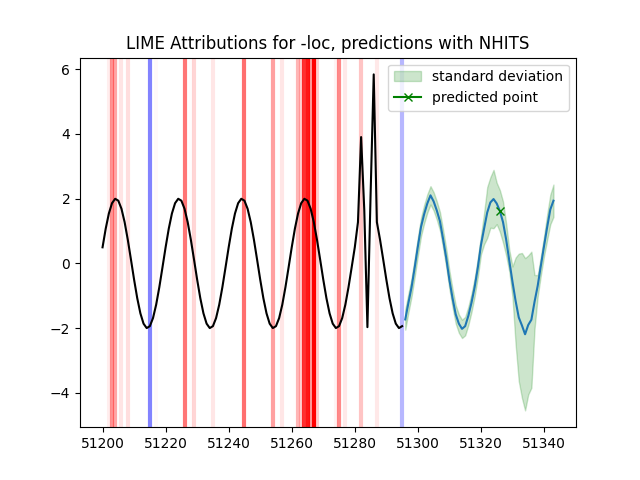 LIME Attributions for -loc, predictions with NHITS
standard deviation
predicted point
6
4
2
0
−2
−4
51200 51220 51240 51260 51280 51300 51320 51340